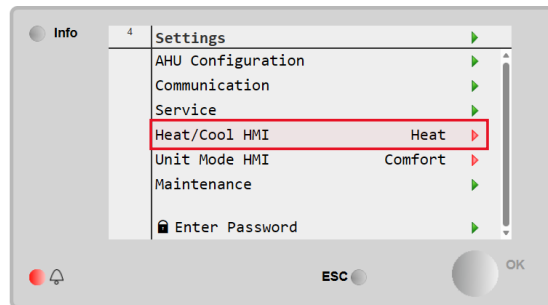 Info
4 Settings
AHU Configuration
Communication
Service
Heat/Cool HMI Heat
Unit Mode HMI Comfort
Maintenance
Enter Password
ESC
OK